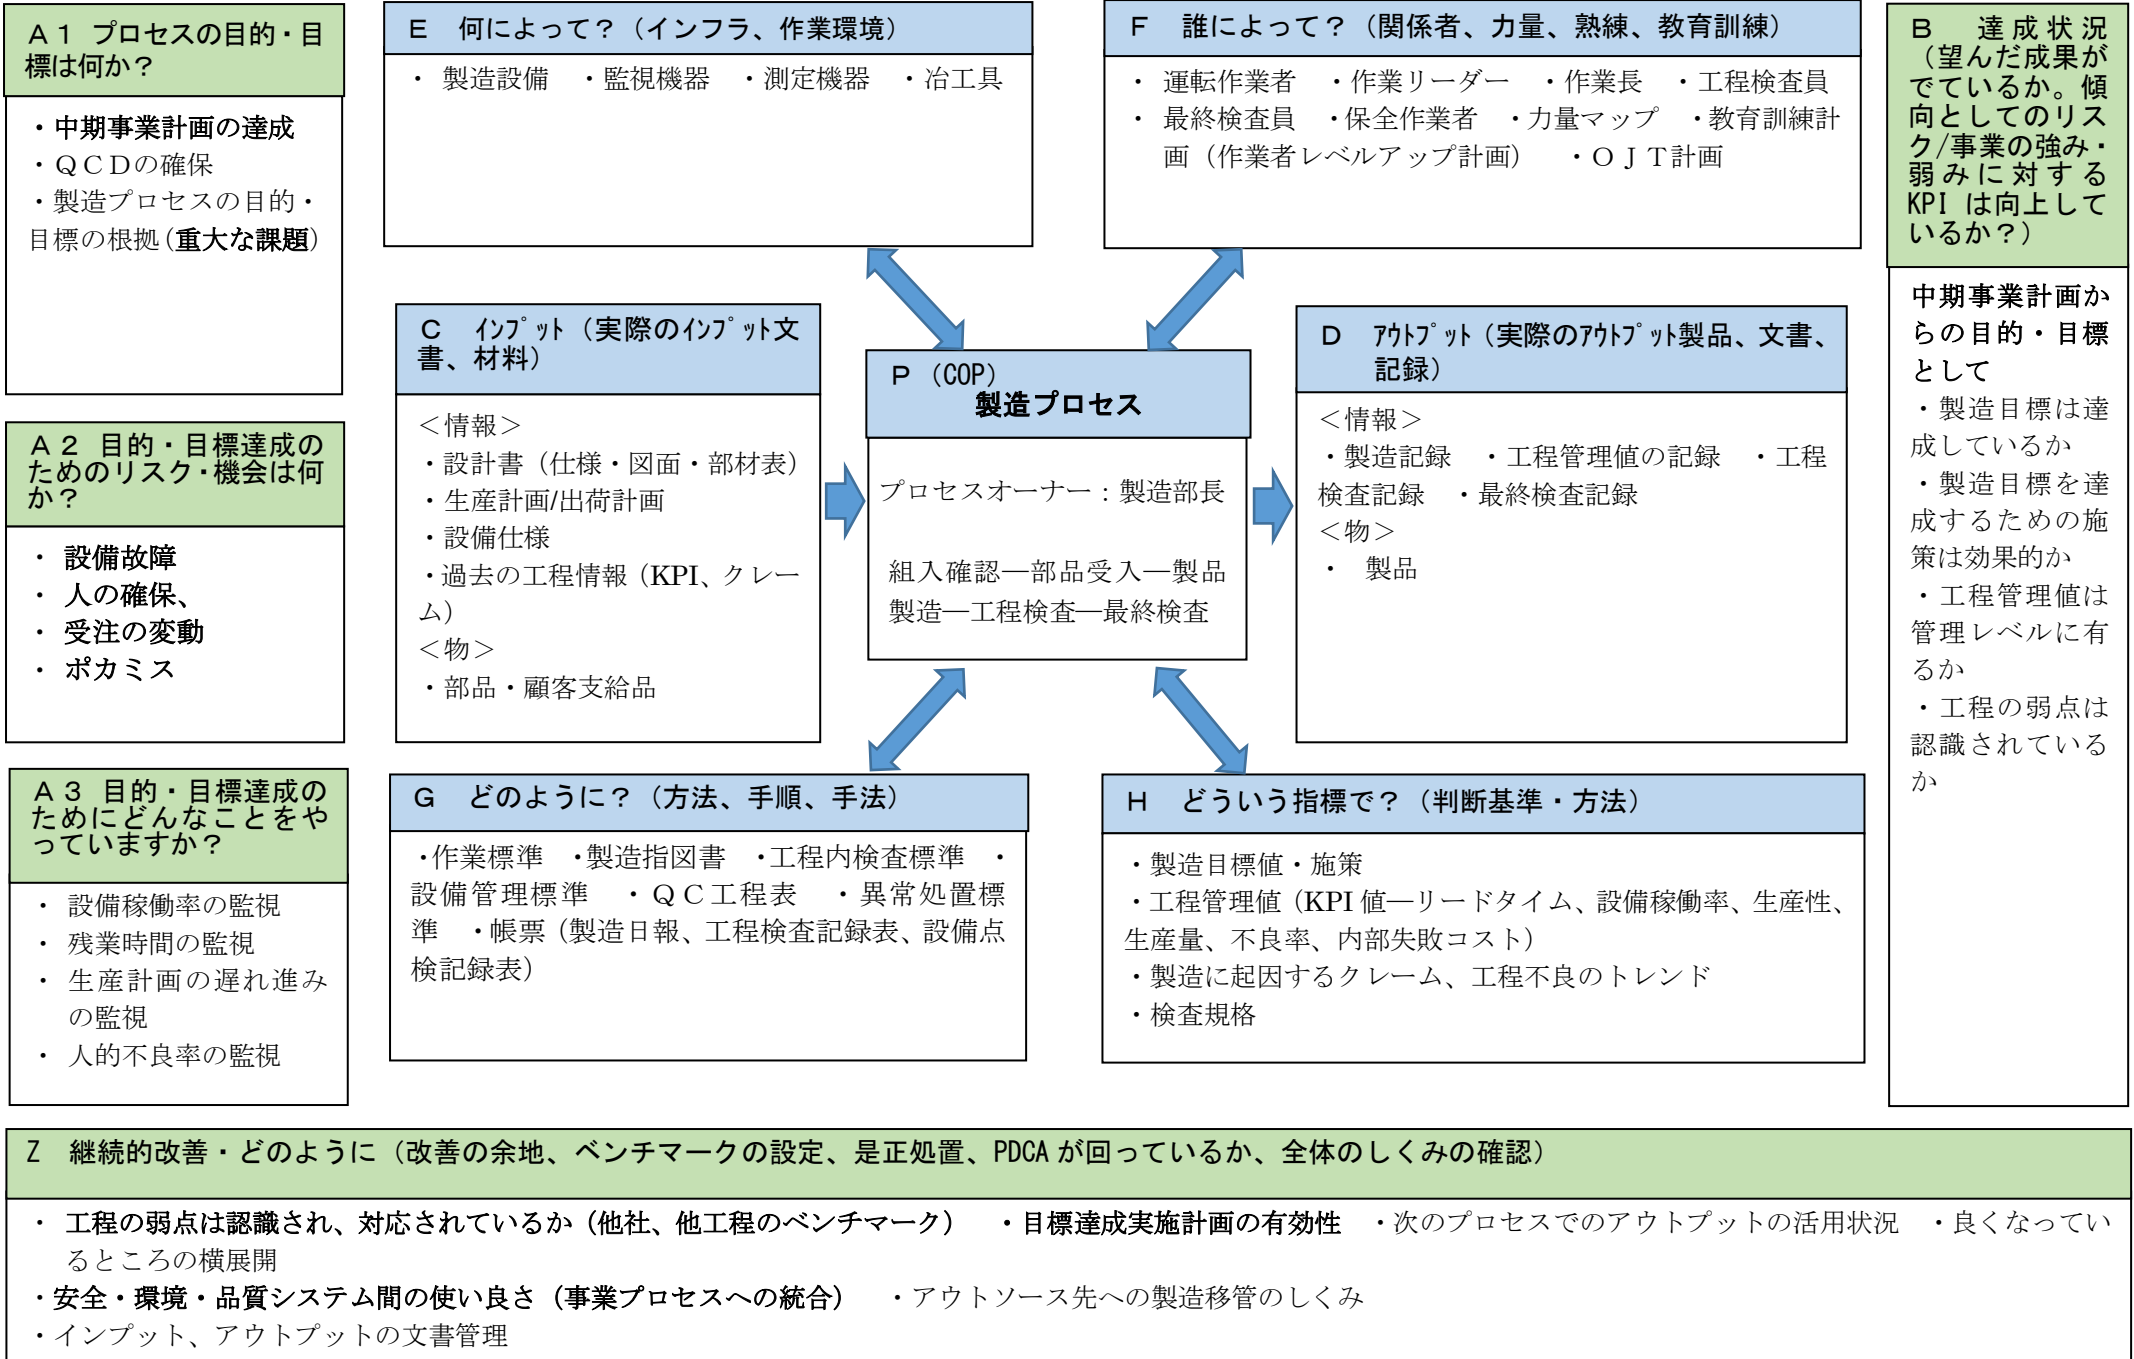 A1 プロセスの目的・目
標は何か?
・中期事業計画の達成
・QCDの確保
・製造プロセスの目的・
目標の根拠(重大な課題)
A2 目的・目標達成の
ためのリスク・機会は何
か?
・ 設備故障
・ 人の確保、
・ 受注の変動
・ ポカミス
A3 目的・目標達成の
ためにどんなことをや
っていますか?
・ 設備稼働率の監視
・ 残業時間の監視
・ 生産計画の遅れ進み
の監視
・ 人的不良率の監視
E 何によって?(インフラ、作業環境)
・ 製造設備 ・監視機器 ・測定機器 ・冶工具
F 誰によって?(関係者、力量、熟練、教育訓練)
・ 運転作業者 ・作業リーダー ・作業長 ・工程検査員
・ 最終検査員 ・保全作業者 ・力量マップ ・教育訓練計
画(作業者レベルアップ計画) ・OJT計画
C インプット(実際のインプット文
書、材料)
<情報>
・設計書(仕様・図面・部材表)
・生産計画/出荷計画
・設備仕様
・過去の工程情報(KPI、クレー
ム)
<物>
・部品・顧客支給品
P(COP)
製造プロセス
プロセスオーナー:製造部長
組入確認―部品受入―製品
製造―工程検査―最終検査
D アウトプット(実際のアウトプット製品、文書、
記録)
<情報>
・製造記録 ・工程管理値の記録 ・工程
検査記録 ・最終検査記録
<物>
・ 製品
G どのように?(方法、手順、手法)
・作業標準 ・製造指図書 ・工程内検査標準 ・
設備管理標準 ・QC工程表 ・異常処置標
準 ・帳票(製造日報、工程検査記録表、設備点
検記録表)
H どういう指標で?(判断基準・方法)
・製造目標値・施策
・工程管理値(KPI値―リードタイム、設備稼働率、生産性、
生産量、不良率、内部失敗コスト)
・製造に起因するクレーム、工程不良のトレンド
・検査規格
B 達成状況
(望んだ成果が
でているか。傾
向としてのリス
ク/事業の強み・
弱みに対する
KPI は向上して
いるか?)
中期事業計画か
らの目的・目標
として
・製造目標は達
成しているか
・製造目標を達
成するための施
策は効果的か
・工程管理値は
管理レベルに有
るか
・工程の弱点は
認識されている
か
Z 継続的改善・どのように(改善の余地、ベンチマークの設定、是正処置、PDCA が回っているか、全体のしくみの確認)
・ 工程の弱点は認識され、対応されているか(他社、他工程のベンチマーク) ・目標達成実施計画の有効性 ・次のプロセスでのアウトプットの活用状況 ・良くなってい
るところの横展開
・安全・環境・品質システム間の使い良さ(事業プロセスへの統合) ・アウトソース先への製造移管のしくみ
・インプット、アウトプットの文書管理